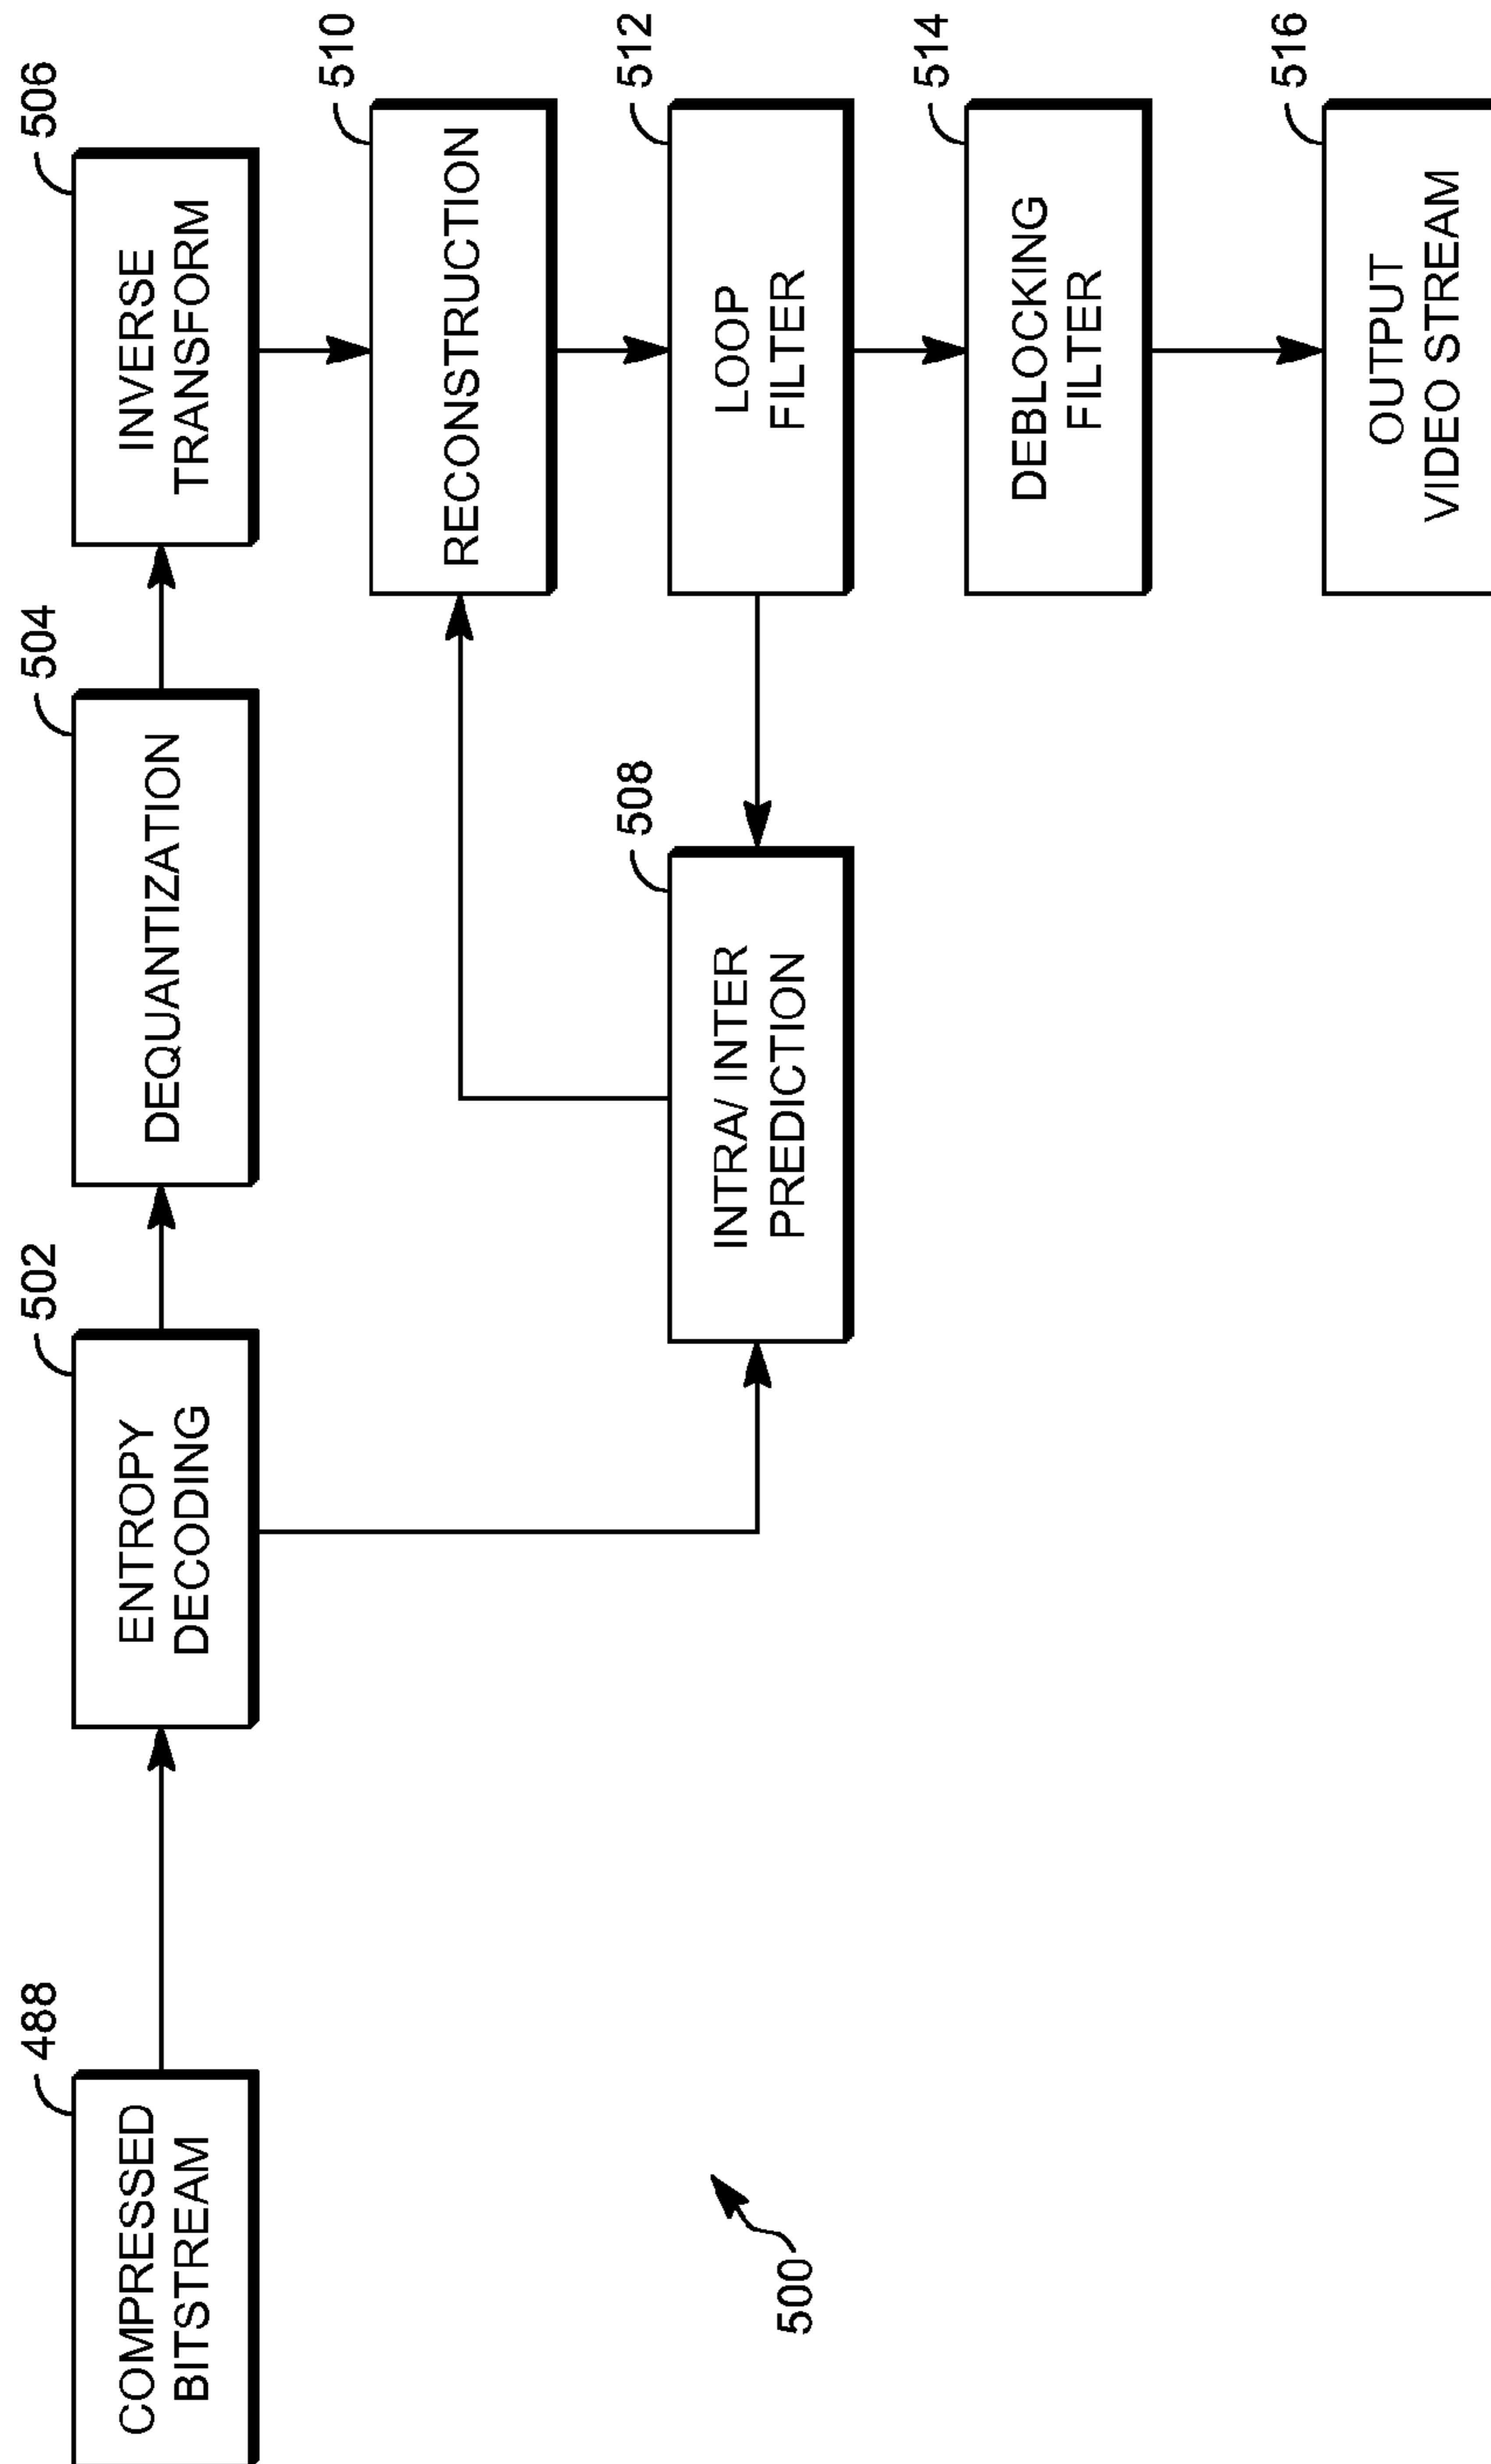 488
COMPRESSED
BITSTREAM
502
ENTROPY
DECODING
504
DEQUANTIZATION
506
INVERSE
TRANSFORM
510
RECONSTRUCTION
508
INTRA/ INTER
PREDICTION
512
LOOP
FILTER
514
DEBLOCKING
FILTER
516
OUTPUT
VIDEO STREAM
500